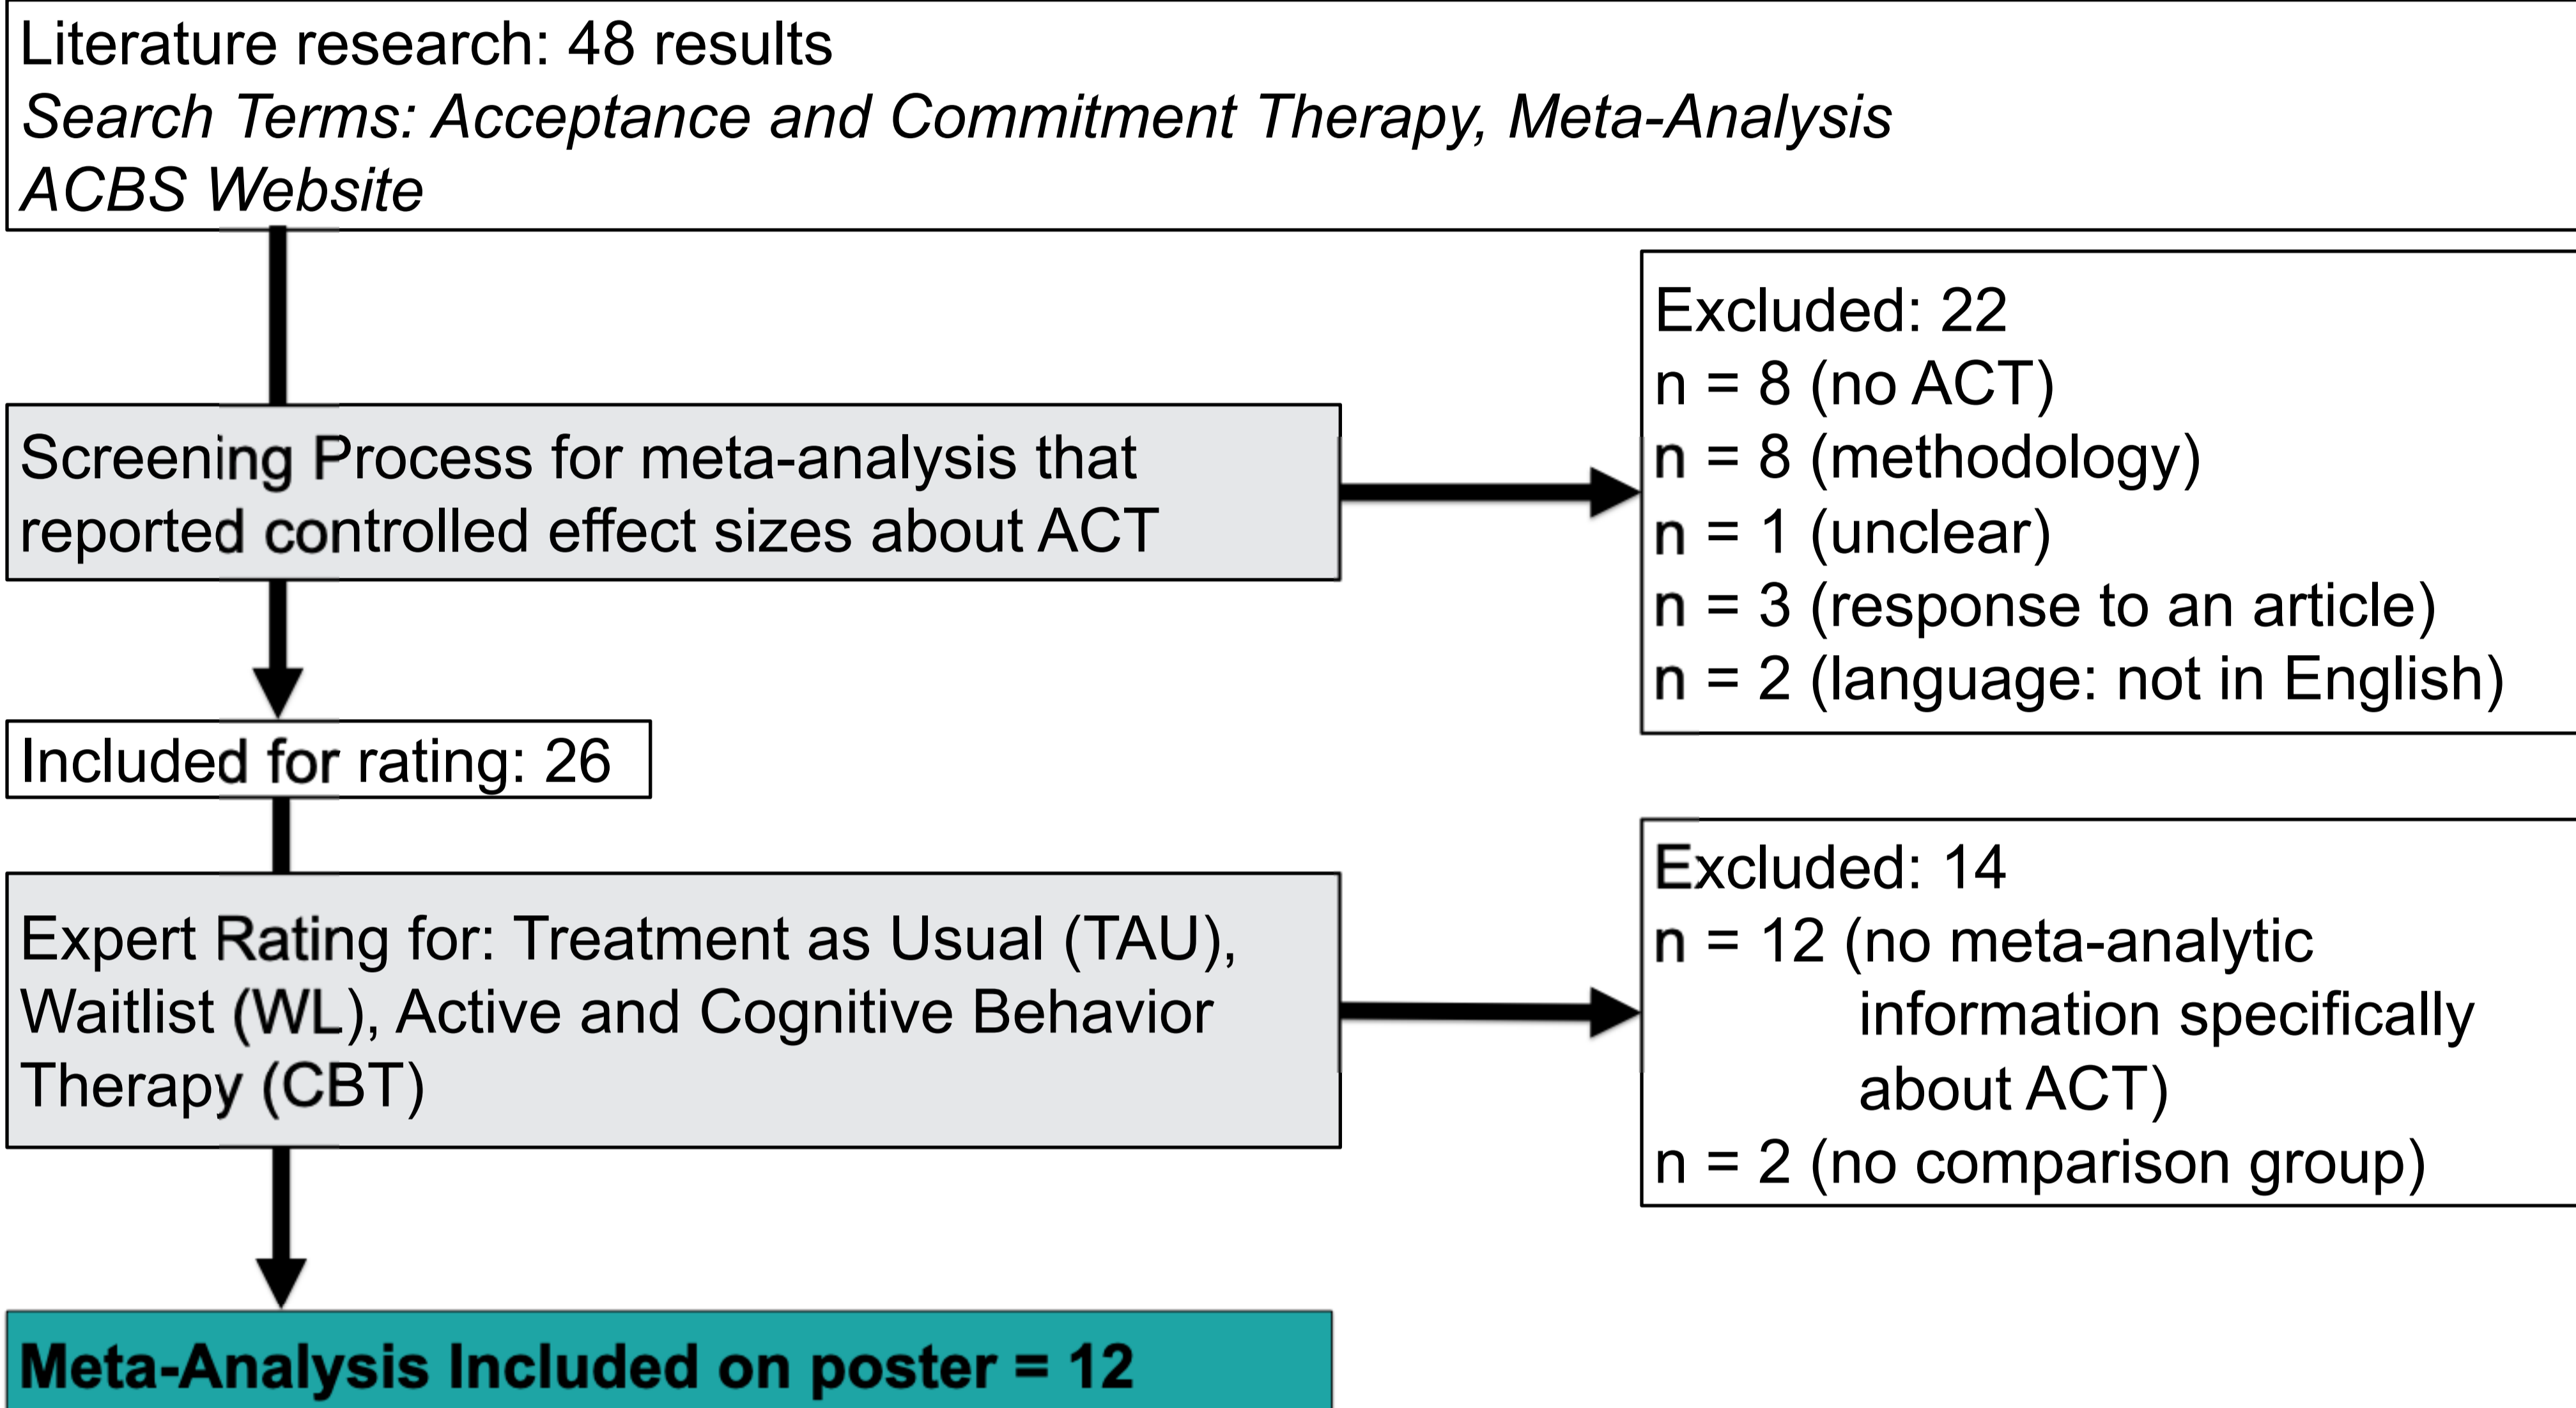 Literature research: 48 results
Search Terms: Acceptance and Commitment Therapy, Meta-Analysis
ACBS Website
Screening Process for meta-analysis that
reported controlled effect sizes about ACT
Excluded: 22
n = 8 (no ACT)
n = 8 (methodology)
n = 1 (unclear)
n = 3 (response to an article)
n = 2 (language: not in English)
Included for rating: 26
Expert Rating for: Treatment as Usual (TAU),
Waitlist (WL), Active and Cognitive Behavior
Therapy (CBT)
Excluded: 14
n = 12 (no meta-analytic
information specifically
about ACT)
n = 2 (no comparison group)
Meta-Analysis Included on poster = 12